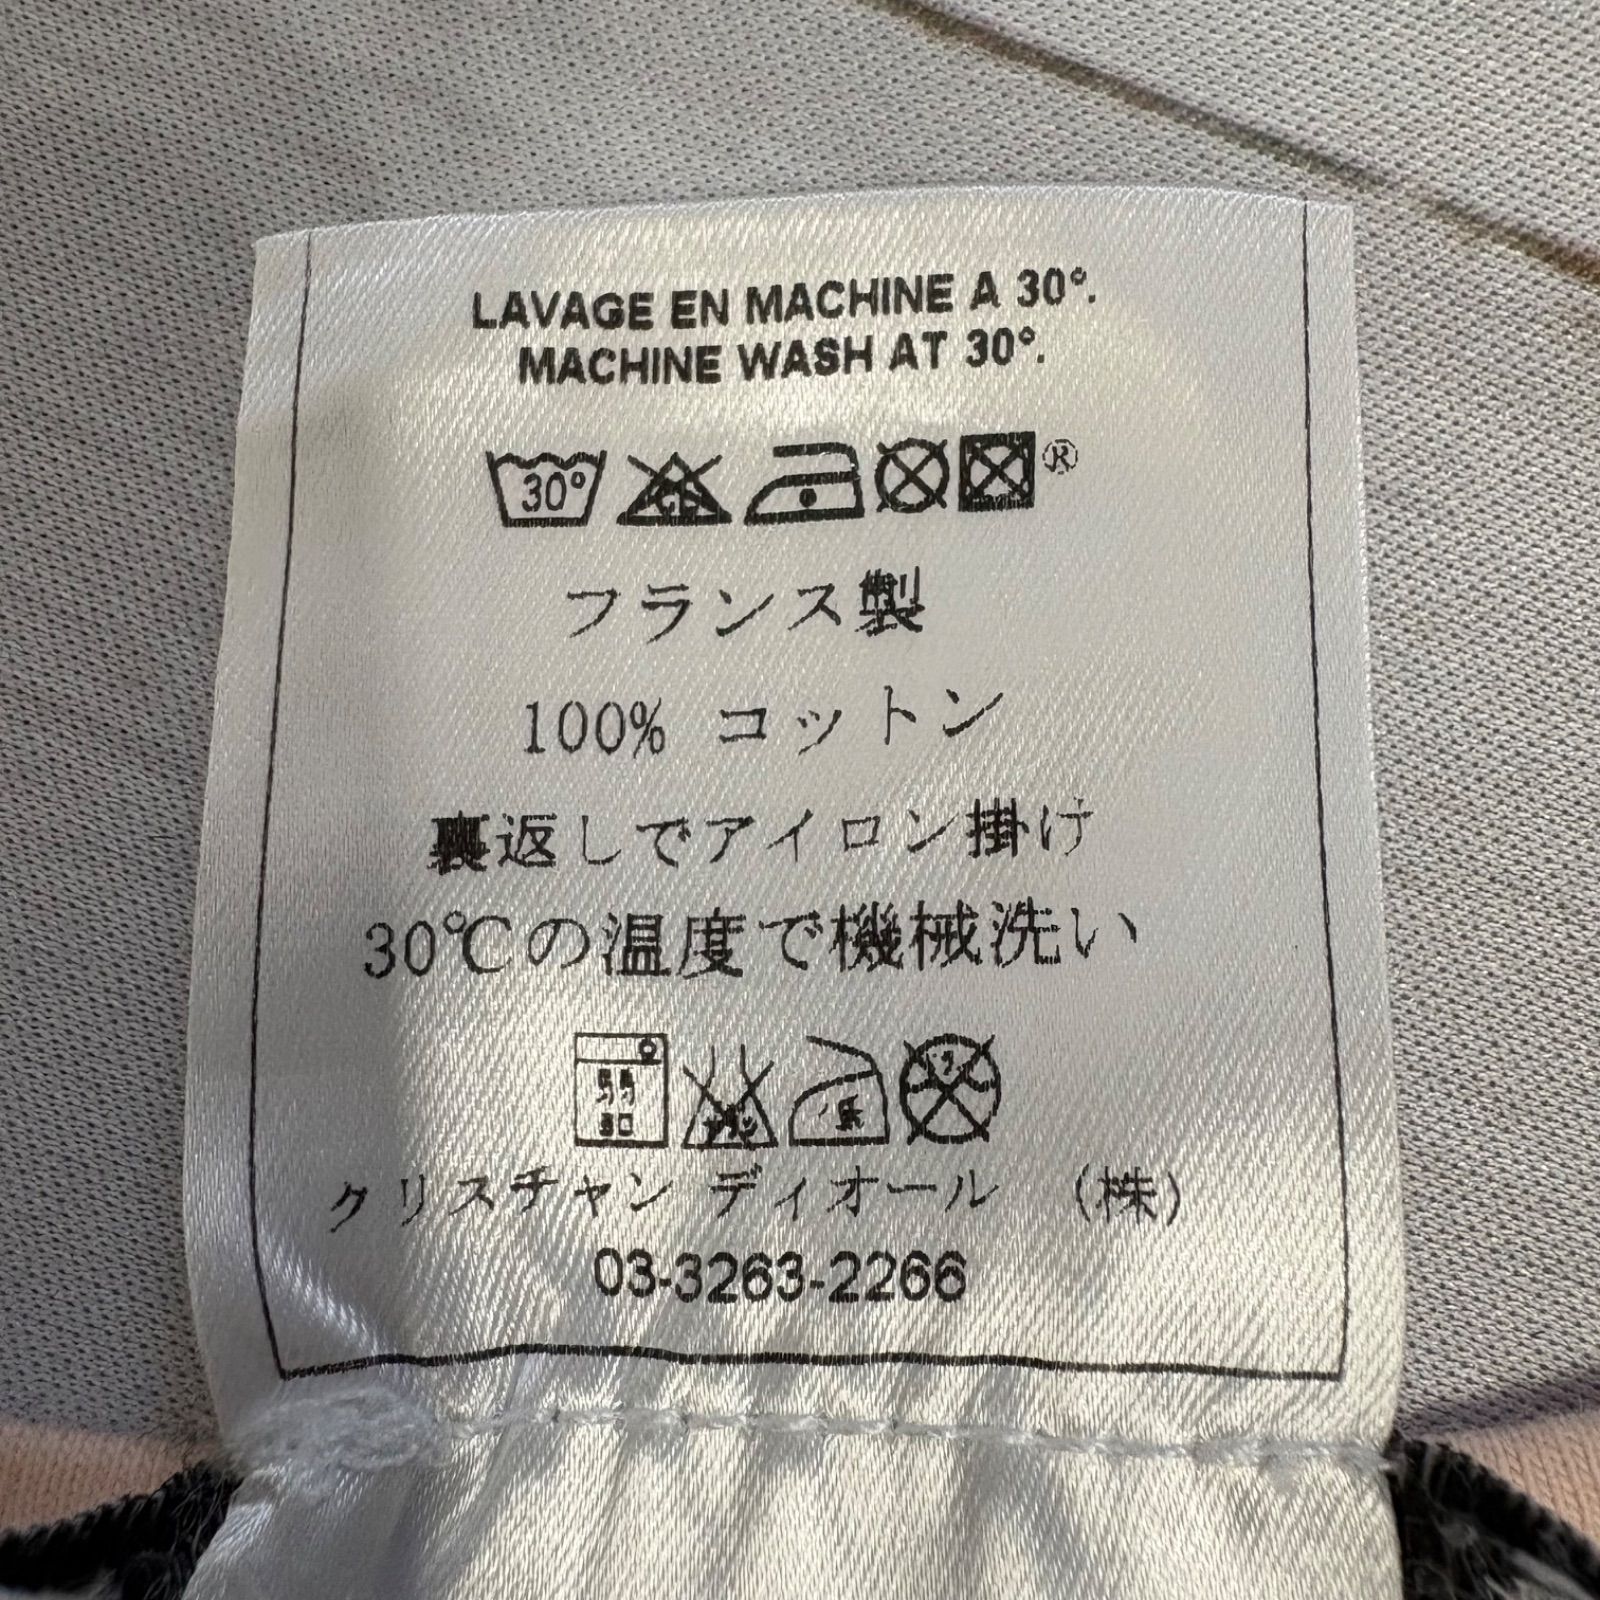 LAVAGE EN MACHINE A 30°.
MACHINE WASH AT 30°.
30° ®
フランス製
100% コットン
裏返しでアイロン掛け
30℃の温度で機械洗い
クリスチャン ディオール (株)
03-3263-2266